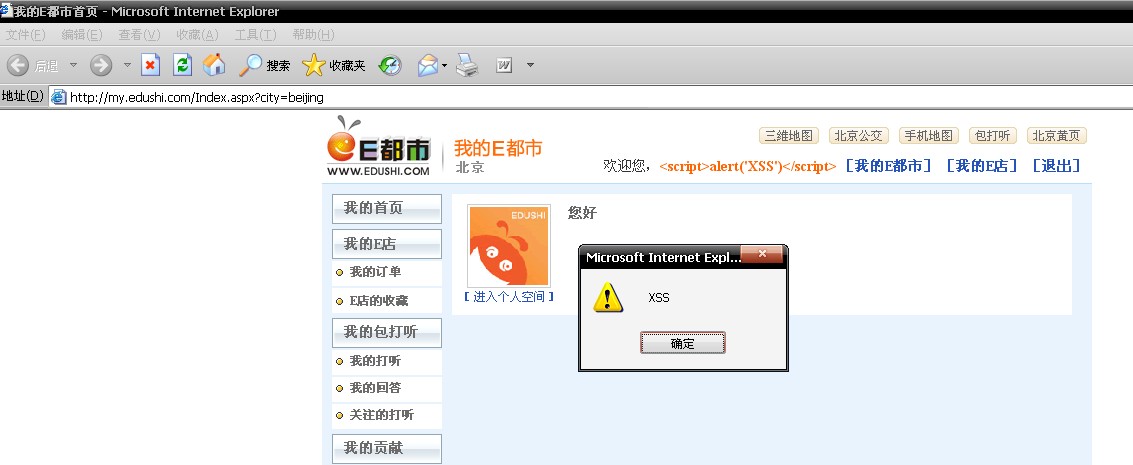 我的E都市首页 - Microsoft Internet Explorer
文件(F) 编辑(E) 查看(V) 收藏(A) 工具(T) 帮助(H)
后退 搜索 收藏夹
地址(D) http://my.edushi.com/Index.aspx?city=beijing
E都市
WWW.EDUSHI.COM
我的E都市
北京
三维地图 北京公交 手机地图 包打听 北京黄页
欢迎您，<script>alert('XSS')</script> [我的E都市] [我的E店] [退出]
我的首页
我的E店
我的订单
E店的收藏
我的包打听
我的打听
我的回答
关注的打听
我的贡献
EDUSHI
您好
[ 进入个人空间 ]
Microsoft Internet Expl...
XSS
确定